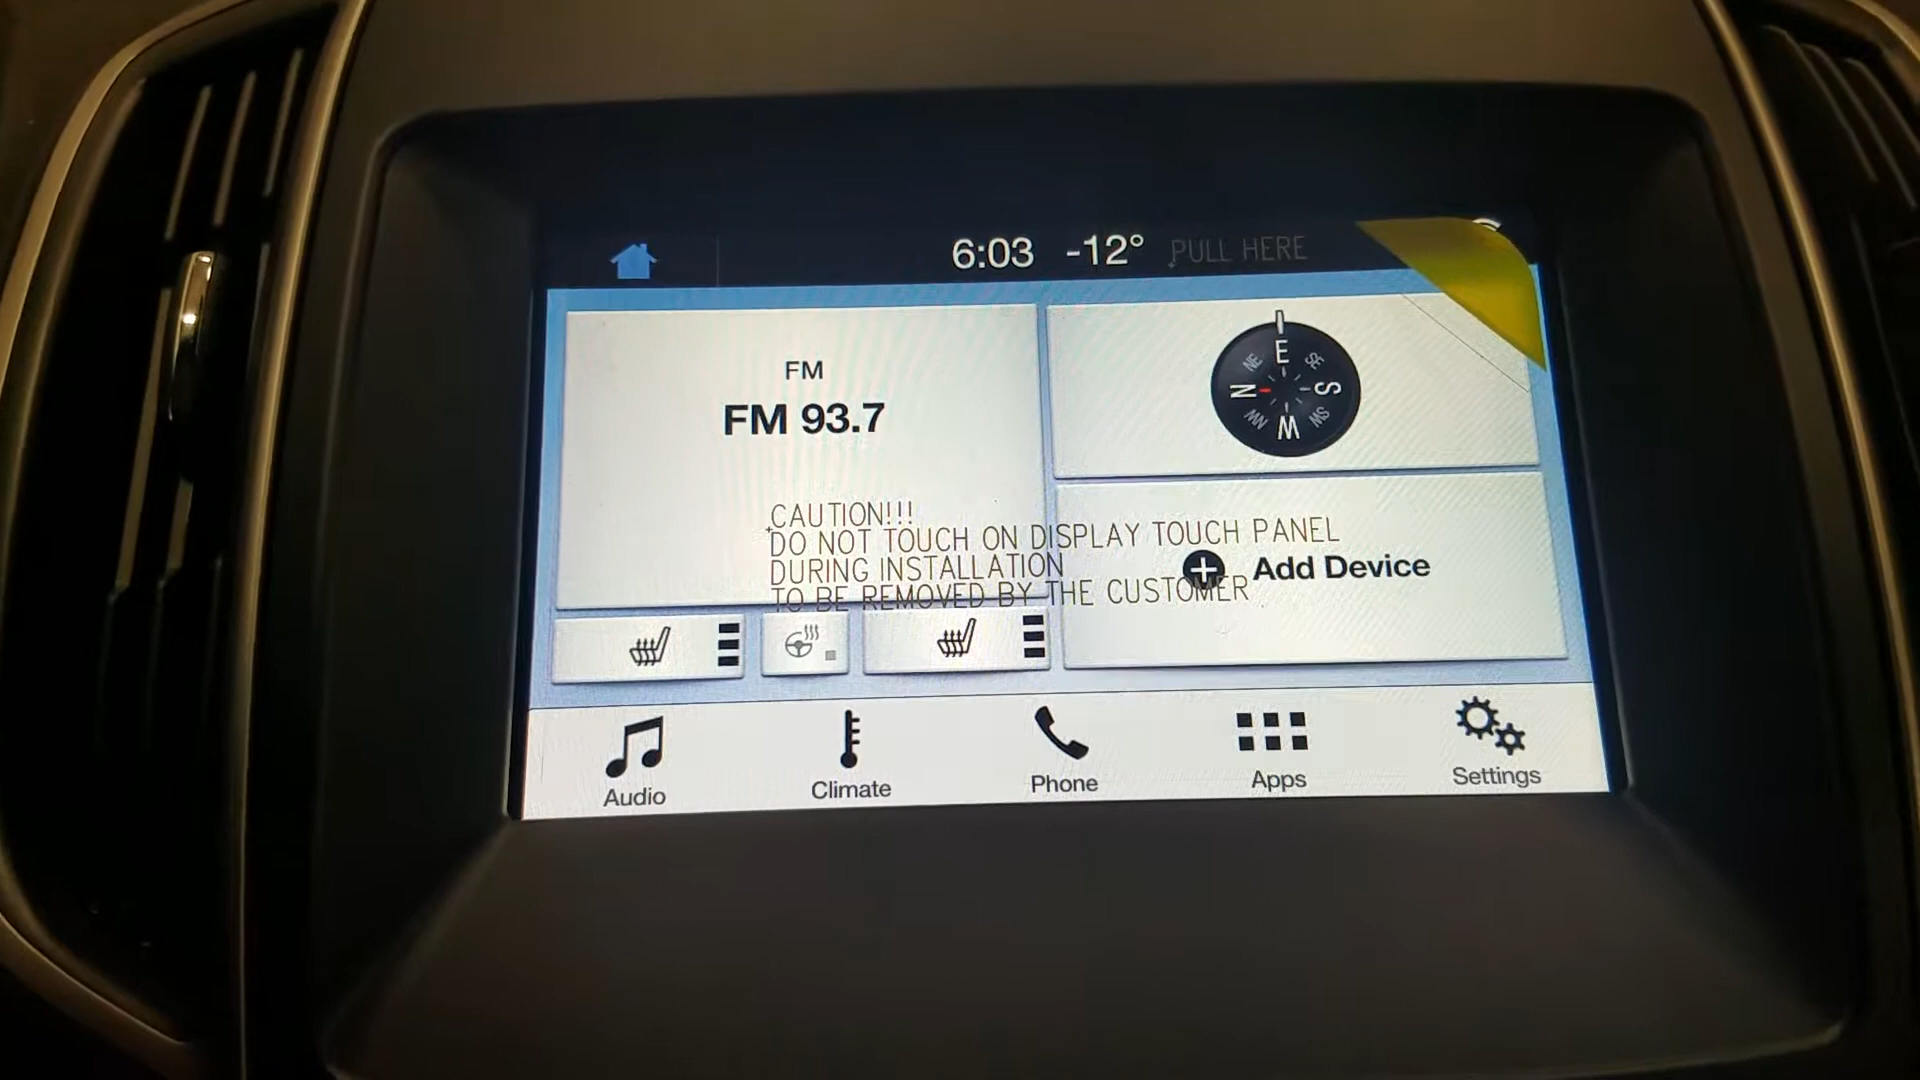 6:03 -12° PULL HERE
FM
FM 93.7
E
NE SE
N S
NW SW
W
CAUTION!!!
DO NOT TOUCH ON DISPLAY TOUCH PANEL
DURING INSTALLATION
TO BE REMOVED BY THE CUSTOMER
Add Device
Audio Climate Phone Apps Settings